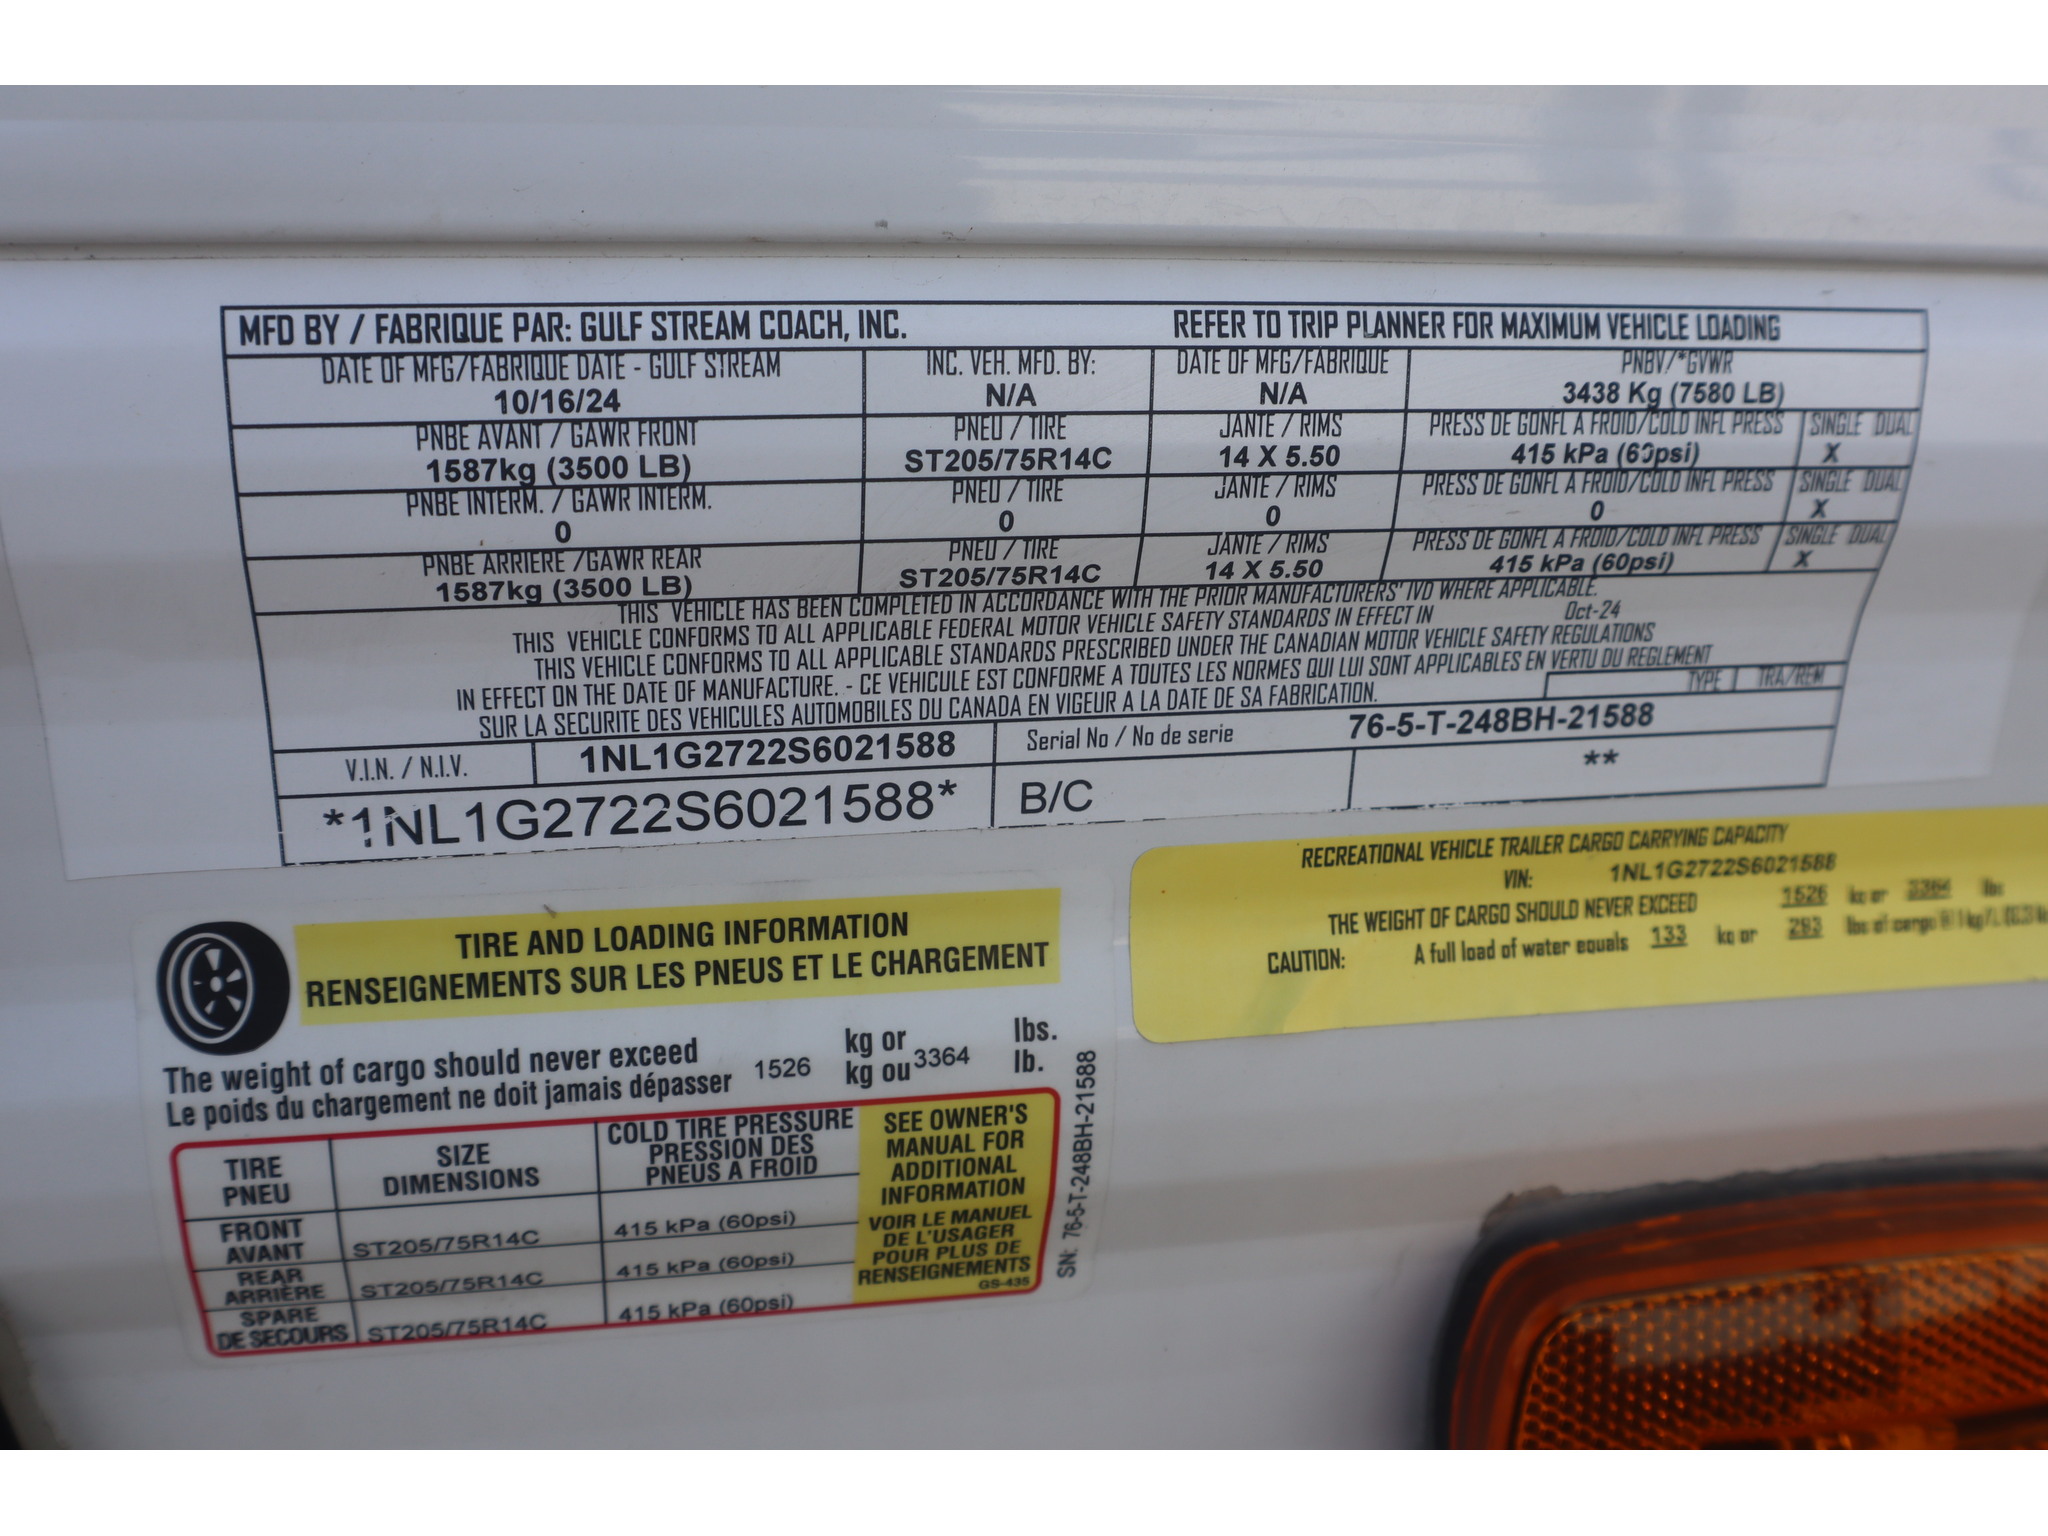 MFD BY / FABRIQUE PAR: GULF STREAM COACH, INC. REFER TO TRIP PLANNER FOR MAXIMUM VEHICLE LOADING
DATE OF MFG/FABRIQUE DATE - GULF STREAM INC. VEH. MFD. BY: DATE OF MFG/FABRIQUE PNBV/*GVWR
10/16/24 N/A N/A 3438 Kg (7580 LB)
PNBE AVANT / GAWR FRONT PNEU / TIRE JANTE / RIMS PRESS DE GONFL A FROID/COLD INFL PRESS SINGLE DUAL
1587kg (3500 LB) ST205/75R14C 14 X 5.50 415 kPa (60psi) X
PNBE INTERM. / GAWR INTERM. PNEU / TIRE JANTE / RIMS PRESS DE GONFL A FROID/COLD INFL PRESS SINGLE DUAL
0 0 0 0 X
PNBE ARRIERE /GAWR REAR PNEU / TIRE JANTE / RIMS PRESS DE GONFL A FROID/COLD INFL PRESS SINGLE DUAL
1587kg (3500 LB) ST205/75R14C 14 X 5.50 415 kPa (60psi) X
THIS VEHICLE HAS BEEN COMPLETED IN ACCORDANCE WITH THE PRIOR MANUFACTURERS' IVD WHERE APPLICABLE.
THIS VEHICLE CONFORMS TO ALL APPLICABLE FEDERAL MOTOR VEHICLE SAFETY STANDARDS IN EFFECT IN Oct-24
THIS VEHICLE CONFORMS TO ALL APPLICABLE STANDARDS PRESCRIBED UNDER THE CANADIAN MOTOR VEHICLE SAFETY REGULATIONS
IN EFFECT ON THE DATE OF MANUFACTURE. - CE VEHICULE EST CONFORME A TOUTES LES NORMES QUI LUI SONT APPLICABLES EN VERTU DU REGLEMENT
SUR LA SECURITE DES VEHICULES AUTOMOBILES DU CANADA EN VIGEUR A LA DATE DE SA FABRICATION. TYPE TRA/REM
V.I.N. / N.I.V. 1NL1G2722S6021588 Serial No / No de serie 76-5-T-248BH-21588
*1NL1G2722S6021588* B/C **
RECREATIONAL VEHICLE TRAILER CARGO CARRYING CAPACITY
VIN: 1NL1G2722S6021588
THE WEIGHT OF CARGO SHOULD NEVER EXCEED 1526 kg or 3364 lbs
CAUTION: A full load of water equals 133 kg or 293 lbs of cargo
TIRE AND LOADING INFORMATION
RENSEIGNEMENTS SUR LES PNEUS ET LE CHARGEMENT
The weight of cargo should never exceed kg or lbs.
Le poids du chargement ne doit jamais dépasser 1526 kg ou 3364 lb.
TIRE
PNEU
SIZE
DIMENSIONS
COLD TIRE PRESSURE
PRESSION DES
PNEUS A FROID
FRONT
AVANT ST205/75R14C 415 kPa (60psi)
REAR
ARRIÈRE ST205/75R14C 415 kPa (60psi)
SPARE
DE SECOURS ST205/75R14C 415 kPa (60psi)
SEE OWNER'S
MANUAL FOR
ADDITIONAL
INFORMATION
VOIR LE MANUEL
DE L'USAGER
POUR PLUS DE
RENSEIGNEMENTS
GS-435
SN: 76-5-T-248BH-21588